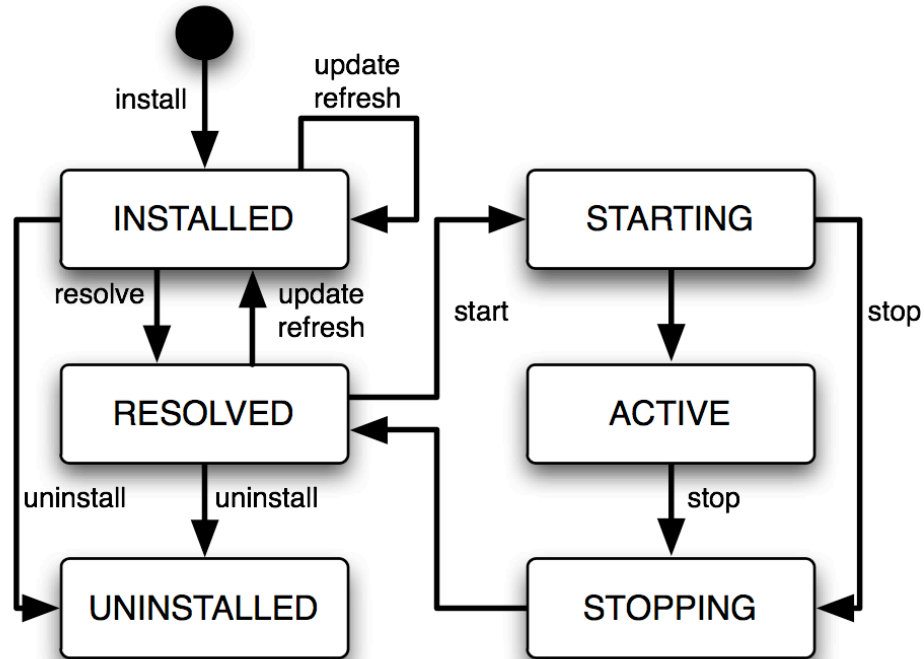 update
refresh
install
INSTALLED
STARTING
resolve
update
refresh
start
stop
RESOLVED
ACTIVE
uninstall
uninstall
stop
UNINSTALLED
STOPPING